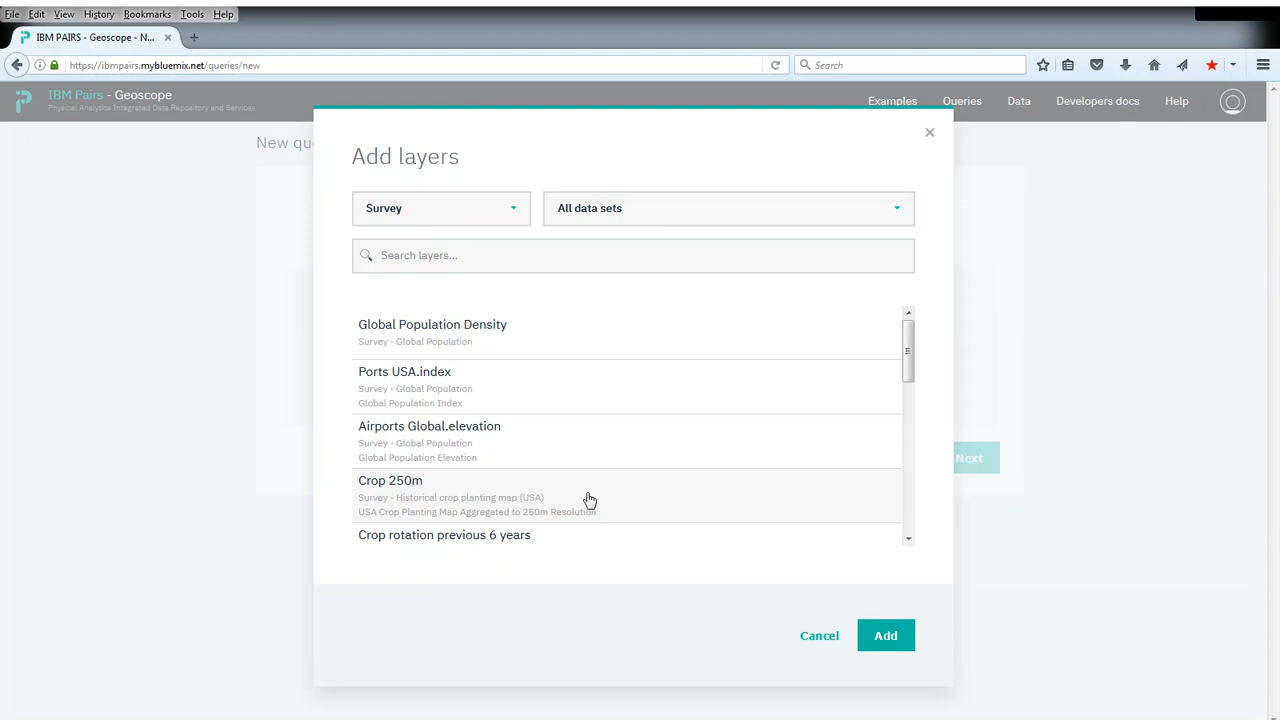 File Edit View History Bookmarks Tools Help
IBM PAIRS - Geoscope - N...
https://ibmpairs.mybluemix.net/queries/new
Search
IBM Pairs - Geoscope
Physical Analytics Integrated Data Repository and Services
Examples Queries Data Developers docs Help
New qu
Add layers
Survey
All data sets
Search layers...
Global Population Density
Survey - Global Population
Ports USA.index
Survey - Global Population
Global Population Index
Airports Global.elevation
Survey - Global Population
Global Population Elevation
Crop 250m
Survey - Historical crop planting map (USA)
USA Crop Planting Map Aggregated to 250m Resolution
Crop rotation previous 6 years
Next
Cancel
Add